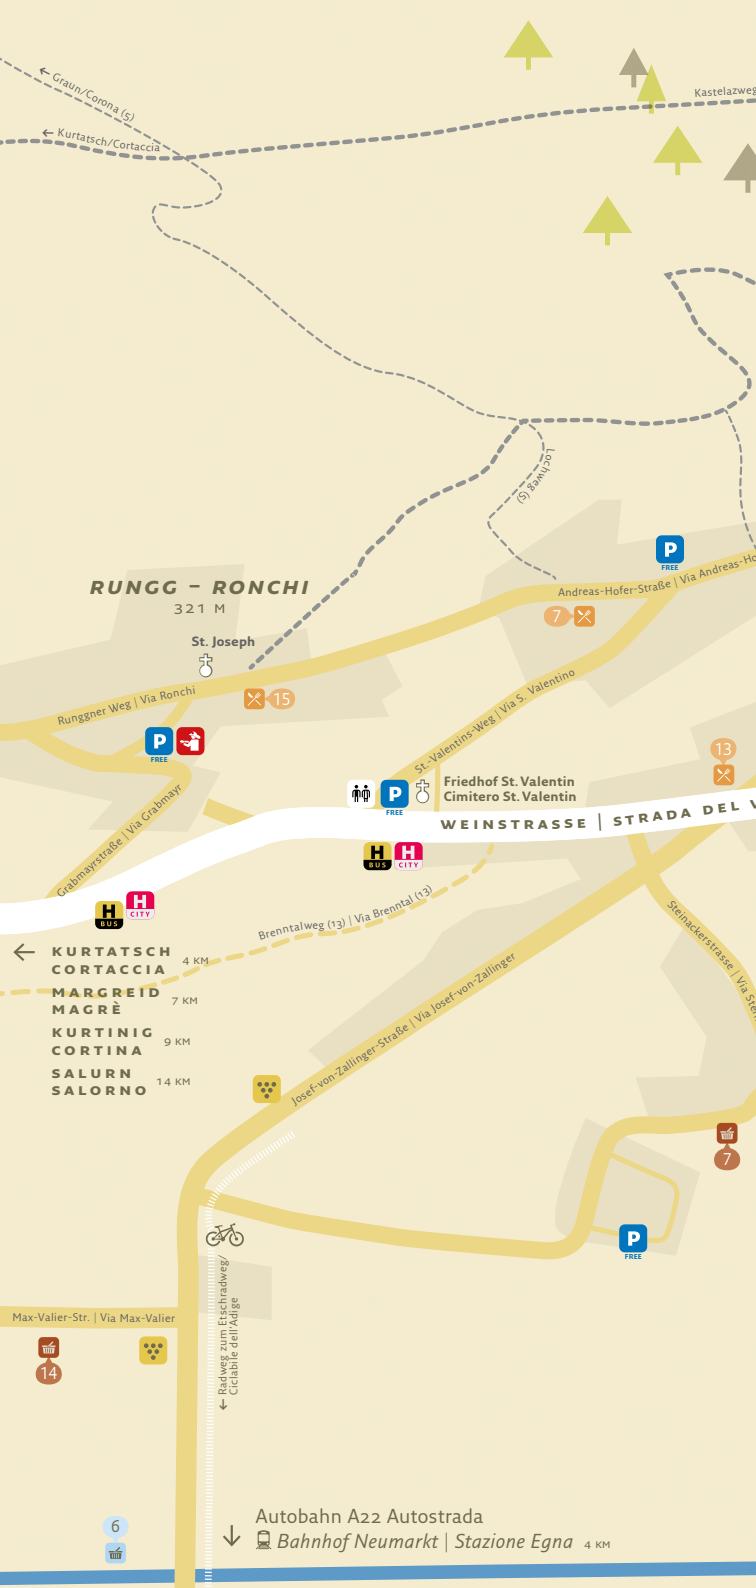 ← Graun/Corona (5)
Kastelazweg
← Kurtatsch/Cortaccia
Lochweg (5)
P
FREE
Andreas-Hofer-Straße | Via Andreas-Ho
RUNGG – RONCHI
321 M
7
St. Joseph
St.-Valentins-Weg | Via S. Valentino
Runggner Weg | Via Ronchi
15
P
FREE
13
Friedhof St. Valentin
Cimitero St. Valentin
P
FREE
Grabmayrstraße | Via Grabmayr
WEINSTRASSE | STRADA DEL V
H
BUS
H
CITY
H
BUS
H
CITY
Brenntalweg (13) | Via Brenntal (13)
Steinackerstrasse | Via Stein
← KURTATSCH
CORTACCIA 4 KM
MARGREID
MAGRÈ 7 KM
KURTINIG
CORTINA 9 KM
SALURN
SALORNO 14 KM
Josef-von-Zallinger-Straße | Via Josef-von-Zallinger
7
P
FREE
← Radweg zum Etschradweg/
Ciclabile dell'Adige
Max-Valier-Str. | Via Max-Valier
14
6
Autobahn A22 Autostrada
Bahnhof Neumarkt | Stazione Egna 4 KM